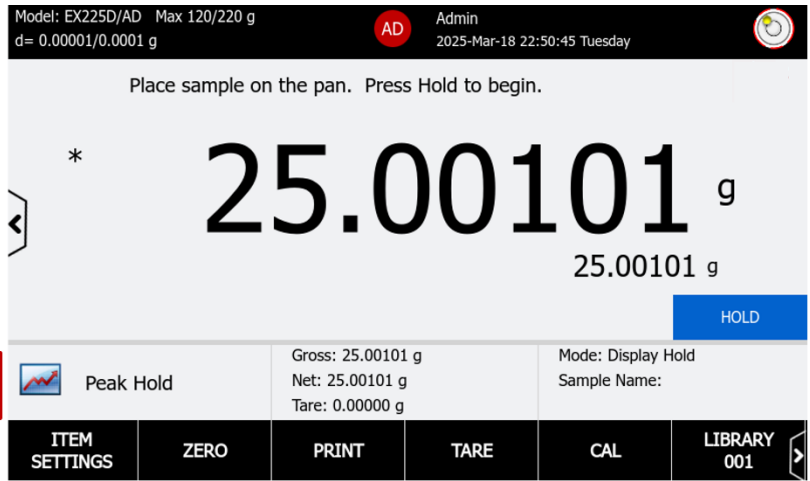 Model: EX225D/AD Max 120/220 g
d= 0.00001/0.0001 g
AD
Admin
2025-Mar-18 22:50:45 Tuesday
Place sample on the pan. Press Hold to begin.
* 25.00101 g
25.00101 g
HOLD
Peak Hold
Gross: 25.00101 g
Net: 25.00101 g
Tare: 0.00000 g
Mode: Display Hold
Sample Name:
ITEM
SETTINGS
ZERO
PRINT
TARE
CAL
LIBRARY
001